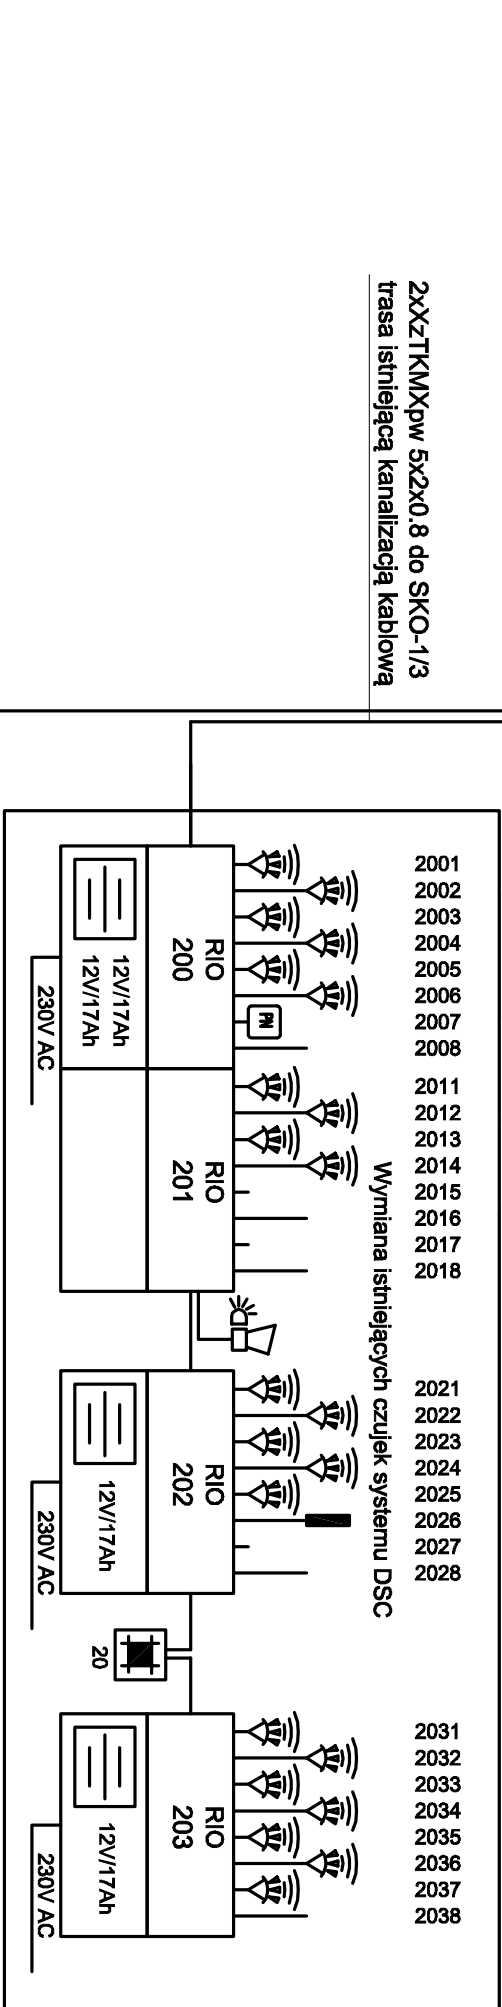 2xXzTKMXpw 5x2x0.8 do SKO-1/3
trasa istniejącą kanalizacją kablową
2001
2002
2003
2004
2005
2006
2007
2008
PN
RIO
200
12V/17Ah
12V/17Ah
230V AC
2011
2012
2013
2014
2015
2016
2017
2018
RIO
201
Wymiana istniejących czujek systemu DSC
2021
2022
2023
2024
2025
2026
2027
2028
RIO
202
12V/17Ah
230V AC
20
2031
2032
2033
2034
2035
2036
2037
2038
RIO
203
12V/17Ah
230V AC